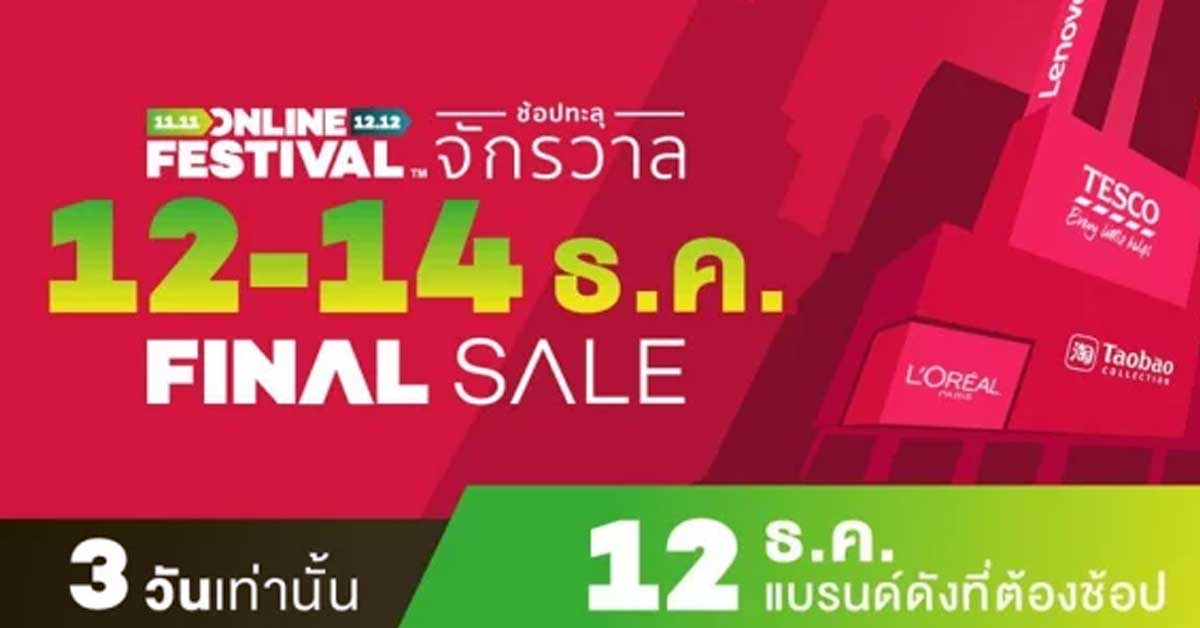 11.11 ONLINE 12.12
FESTIVAL™
ช้อปทะลุ
จักรวาล
12-14 ธ.ค.
FINAL SALE
Lenovo
TESCO
Every little helps
Taobao
COLLECTION
L'ORÉAL
PARIS
3 วันเท่านั้น
12 ธ.ค.
แบรนด์ดังที่ต้องช้อป